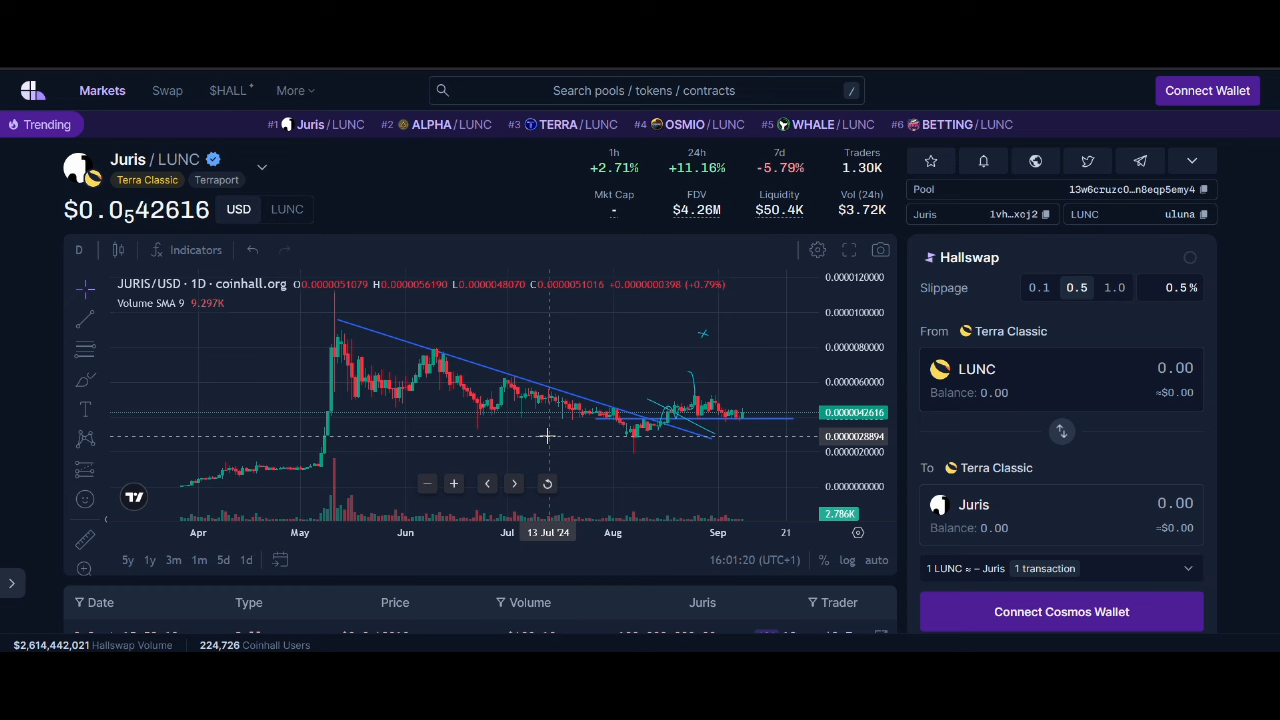 Markets Swap $HALL More Search pools / tokens / contracts / Connect Wallet
Trending #1 Juris/LUNC #2 ALPHA/LUNC #3 TERRA/LUNC #4 OSMIO/LUNC #5 WHALE/LUNC #6 BETTING/LUNC
Juris / LUNC
Terra Classic Terraport
$0.0₅42616 USD LUNC
1h 24h 7d Traders
+2.71% +11.16% -5.79% 1.30K
Mkt Cap FDV Liquidity Vol (24h)
- $4.26M $50.4K $3.72K
Pool 13w6cruzc0…n8eqp5emy4
Juris 1vh…xcj2 LUNC uluna
D Indicators
JURIS/USD · 1D · coinhall.org O0.0000051079 H0.0000056190 L0.0000048070 C0.0000051016 +0.0000000398 (+0.79%)
Volume SMA 9 9.297K
0.0000120000
0.0000100000
0.0000080000
0.0000060000
0.0000042616
0.0000028894
0.0000020000
0.0000000000
2.786K
Apr May Jun Jul 13 Jul '24 Aug Sep 21
5y 1y 3m 1m 5d 1d 16:01:20 (UTC+1) % log auto
Hallswap
Slippage 0.1 0.5 1.0 0.5%
From Terra Classic
LUNC 0.00
Balance: 0.00 ≈$0.00
To Terra Classic
Juris 0.00
Balance: 0.00 ≈$0.00
1 LUNC ≈ – Juris 1 transaction
Connect Cosmos Wallet
Date Type Price Volume Juris Trader
$2,614,442,021 Hallswap Volume 224,726 Coinhall Users